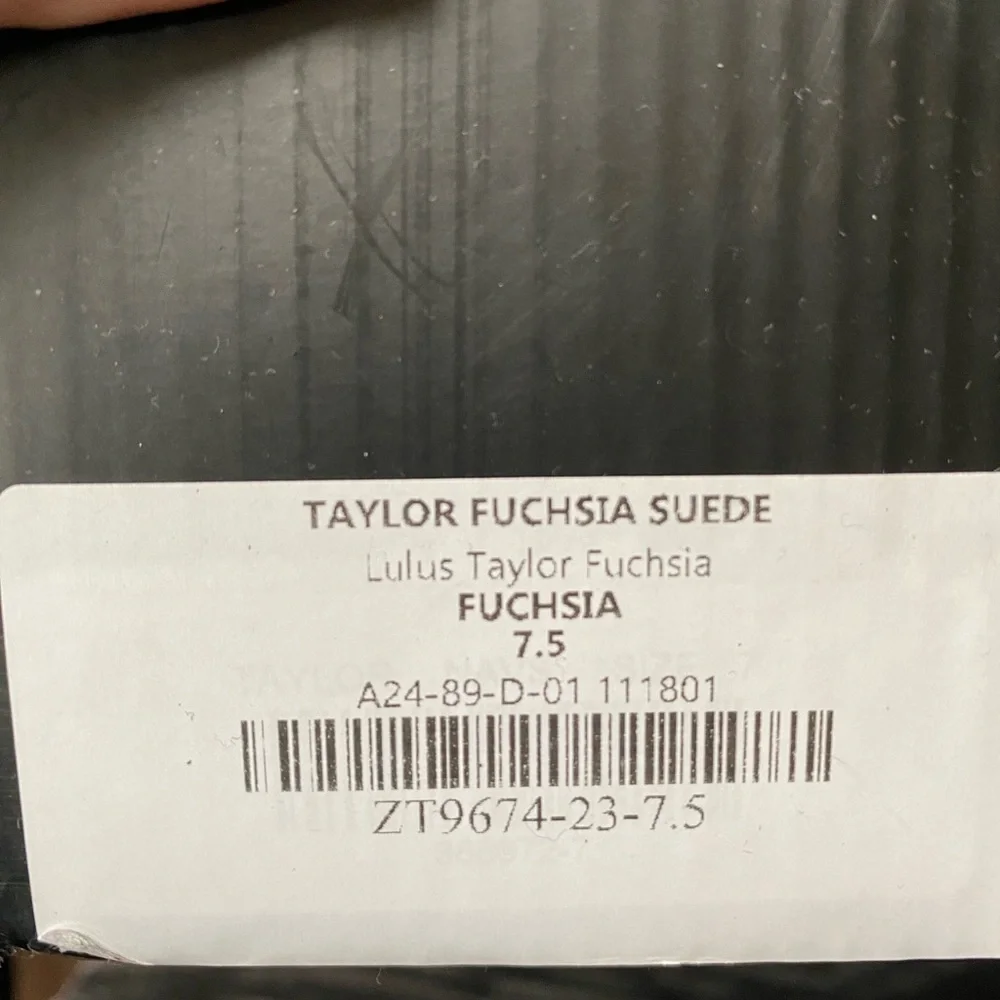 TAYLOR FUCHSIA SUEDE
Lulus Taylor Fuchsia
FUCHSIA
7.5
A24-89-D-01 111801
ZT9674-23-7.5